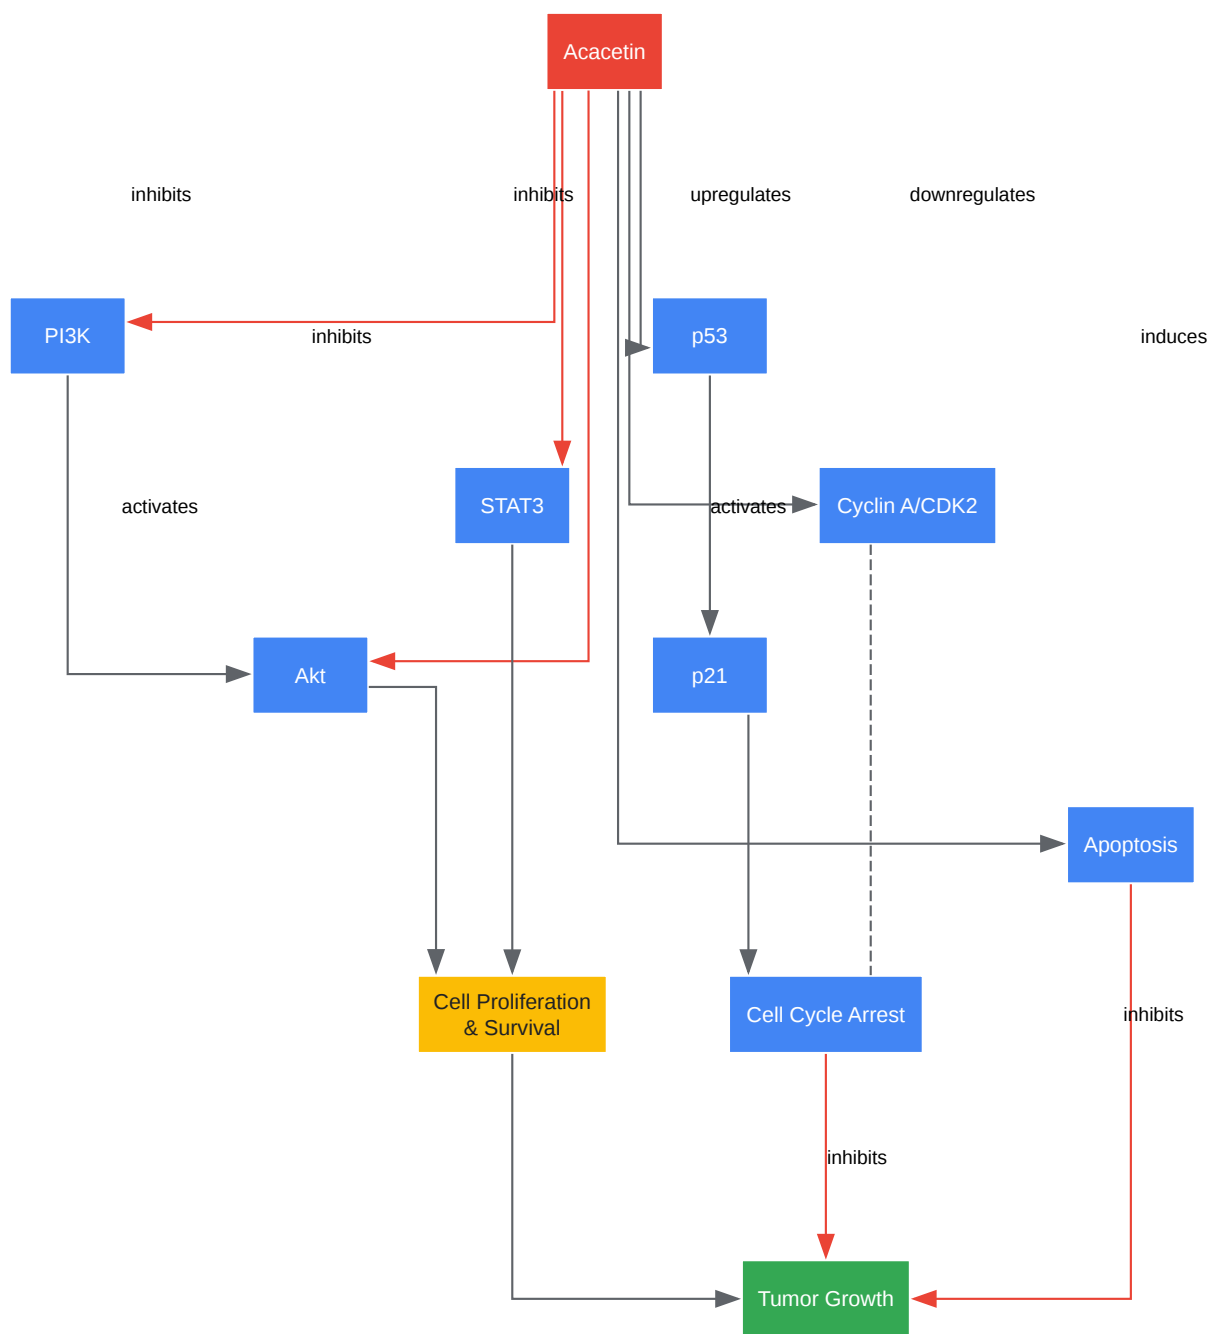 Acacetin
inhibits
inhibits
upregulates
downregulates
PI3K
inhibits
p53
induces
activates
STAT3
activates
Cyclin A/CDK2
Akt
p21
Apoptosis
Cell Proliferation
& Survival
Cell Cycle Arrest
inhibits
inhibits
Tumor Growth